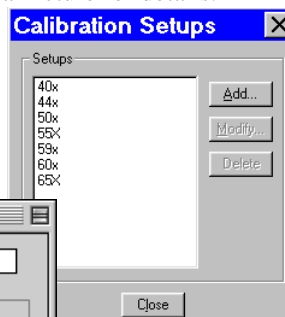 Calibration Setups
Setups
40x
44x
50x
55X
59x
60x
65X
Add...
Modify...
Delete
Close